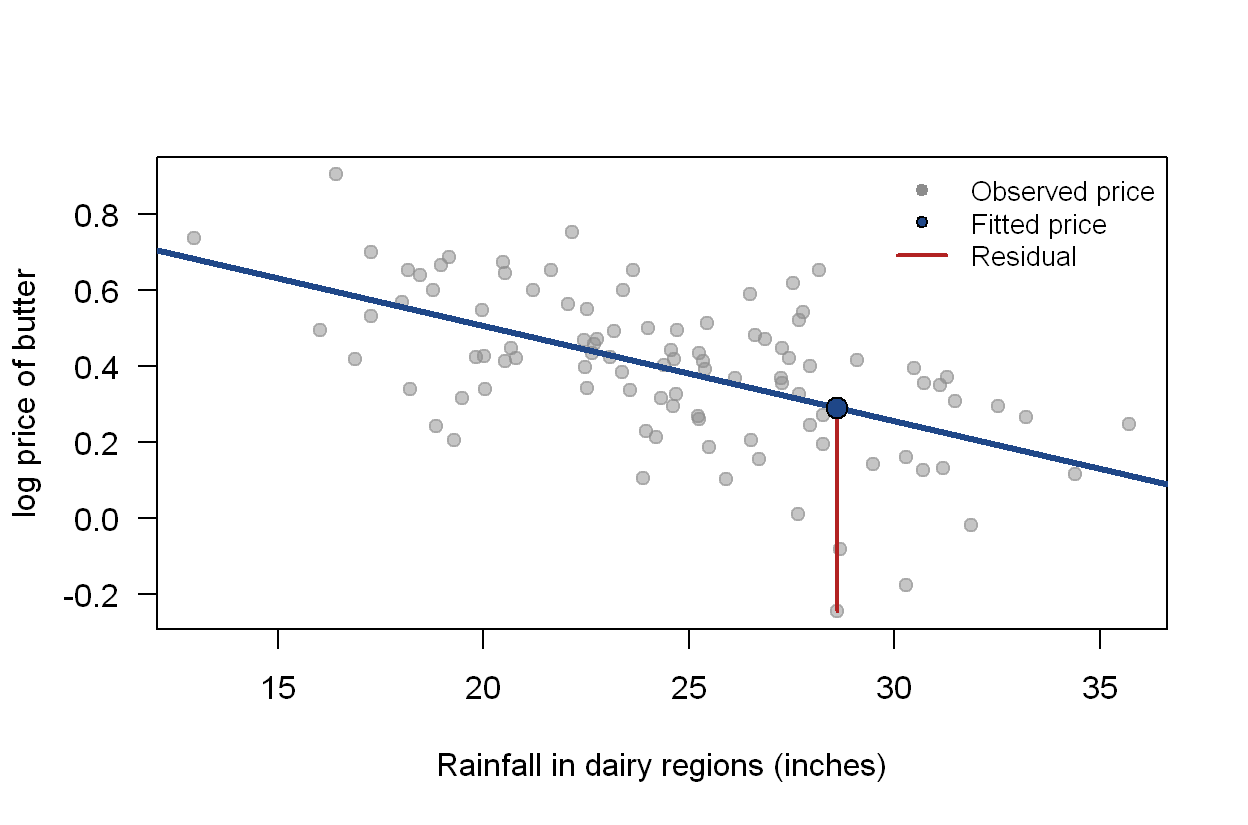 Observed price
Fitted price
Residual
0.8
0.6
0.4
0.2
0.0
-0.2
log price of butter
15 20 25 30 35
Rainfall in dairy regions (inches)